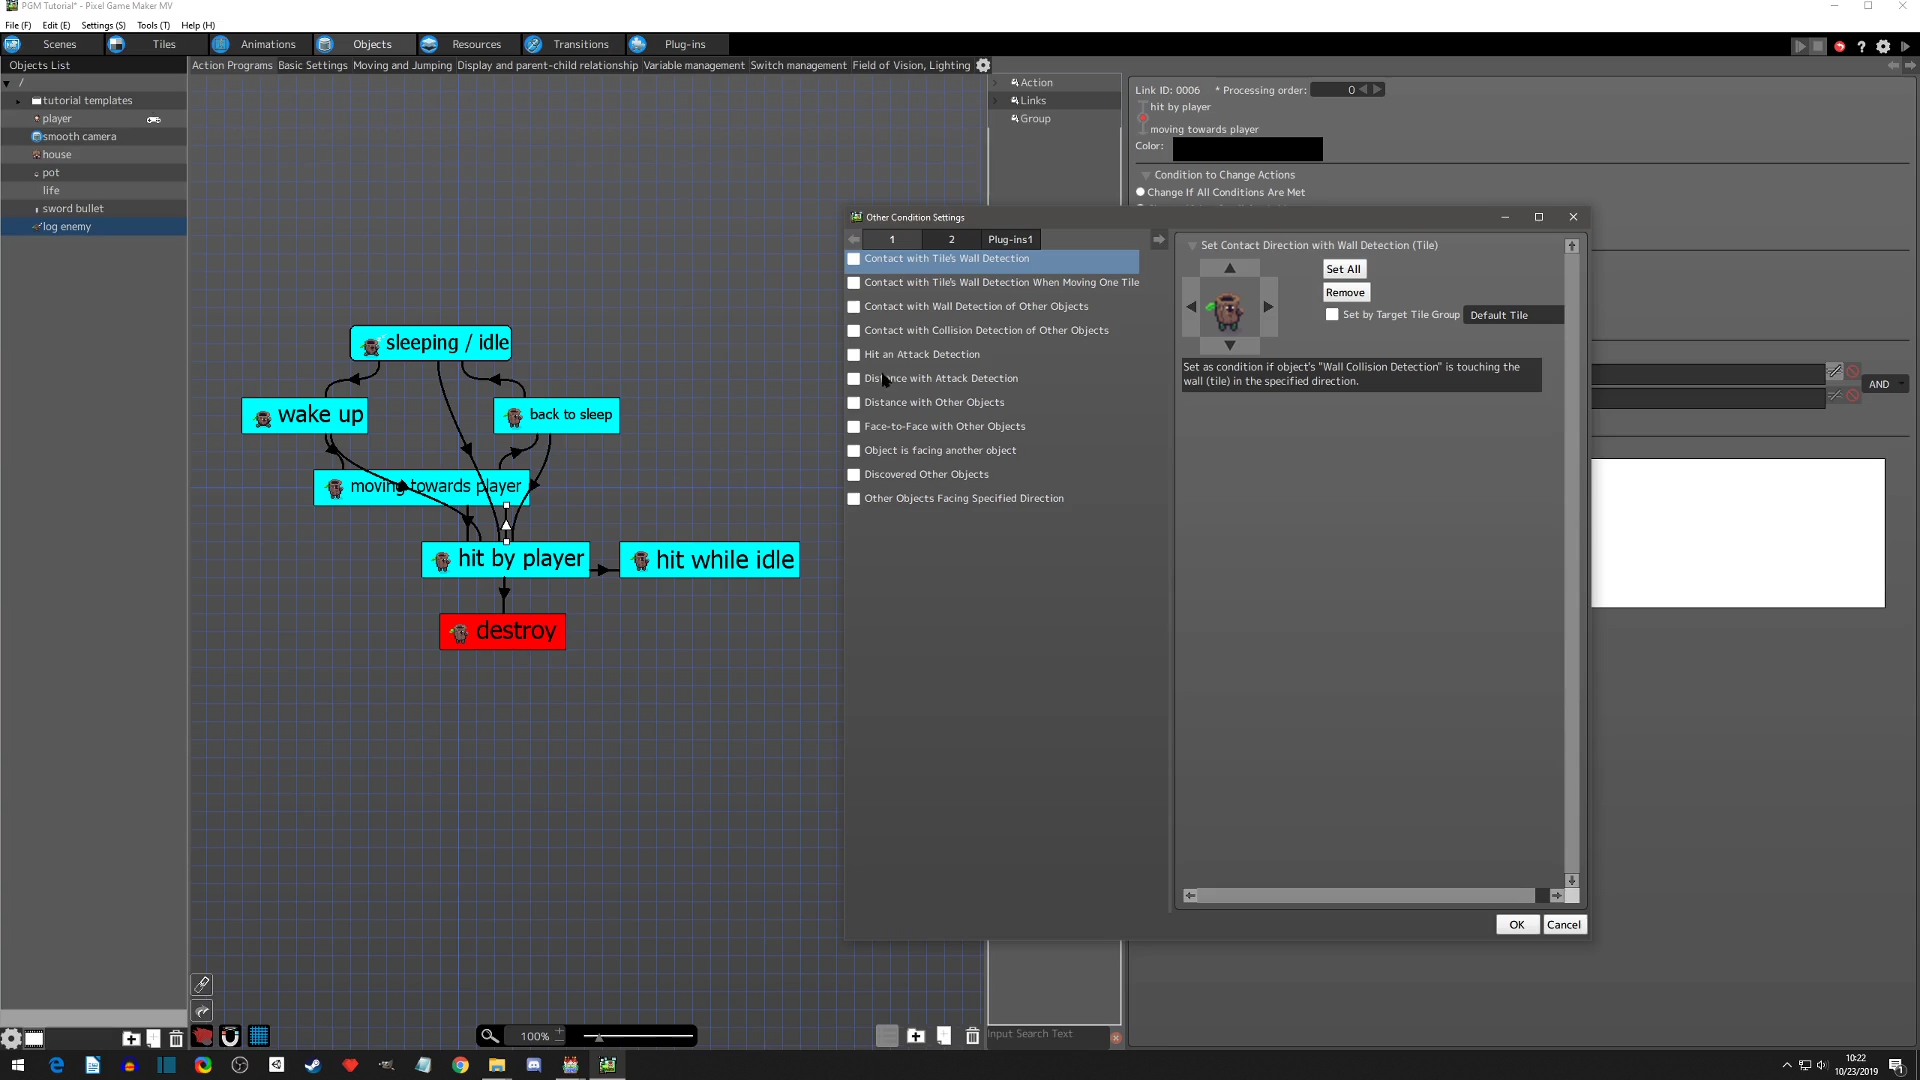 PGM Tutorial* - Pixel Game Maker MV
File (F) Edit (E) Settings (S) Tools (T) Help (H)
Scenes Tiles Animations Objects Resources Transitions Plug-ins
Objects List
Action Programs Basic Settings Moving and Jumping Display and parent-child relationship Variable management Switch management Field of Vision, Lighting
/
tutorial templates
player
smooth camera
house
pot
life
sword bullet
log enemy
sleeping / idle
wake up
back to sleep
moving towards player
hit by player
hit while idle
destroy
100%
Action
Links
Group
Input Search Text
Link ID: 0006 * Processing order: 0
hit by player
moving towards player
Color:
Condition to Change Actions
Change If All Conditions Are Met
AND
Other Condition Settings
1 2 Plug-ins1
Contact with Tile's Wall Detection
Contact with Tile's Wall Detection When Moving One Tile
Contact with Wall Detection of Other Objects
Contact with Collision Detection of Other Objects
Hit an Attack Detection
Distance with Attack Detection
Distance with Other Objects
Face-to-Face with Other Objects
Object is facing another object
Discovered Other Objects
Other Objects Facing Specified Direction
Set Contact Direction with Wall Detection (Tile)
Set All
Remove
Set by Target Tile Group Default Tile
Set as condition if object's "Wall Collision Detection" is touching the
wall (tile) in the specified direction.
OK Cancel
10:22
10/23/2019